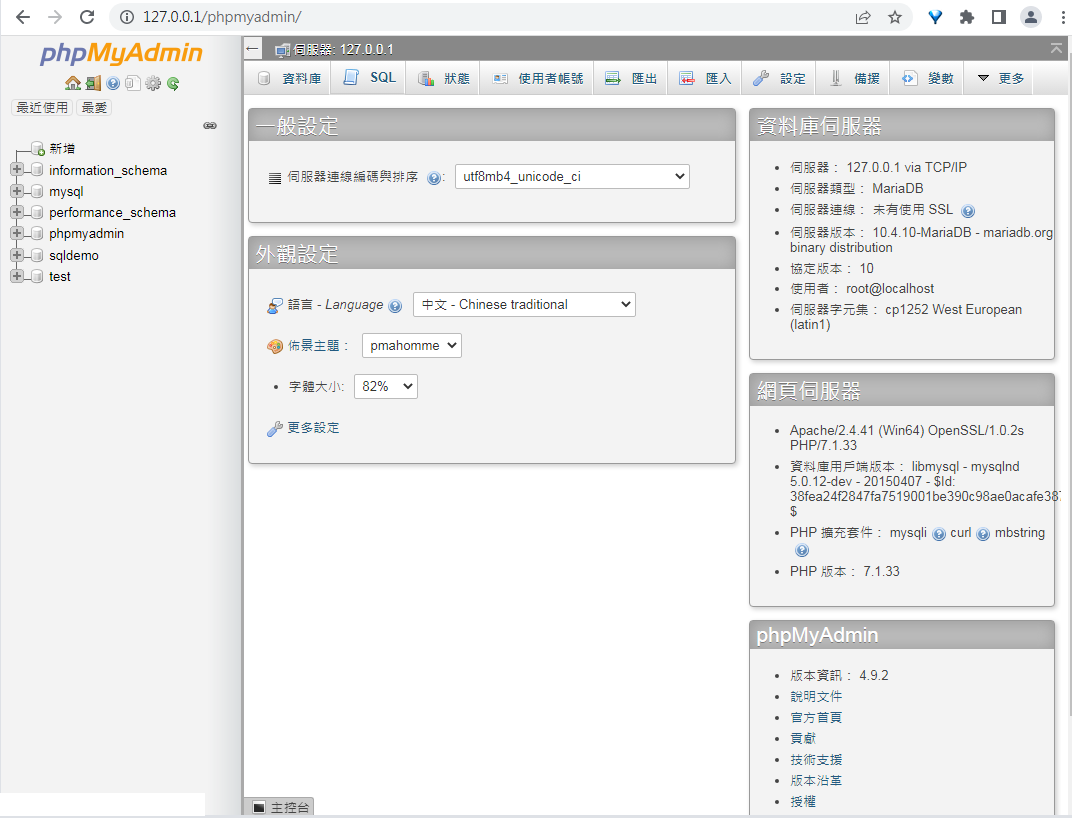 127.0.0.1/phpmyadmin/
phpMyAdmin
最近使用 最愛
新增
information_schema
mysql
performance_schema
phpmyadmin
sqldemo
test
伺服器: 127.0.0.1
資料庫 SQL 狀態 使用者帳號 匯出 匯入 設定 備援 變數 更多
一般設定
伺服器連線編碼與排序 : utf8mb4_unicode_ci
外觀設定
語言 - Language 中文 - Chinese traditional
佈景主題： pmahomme
字體大小: 82%
更多設定
資料庫伺服器
伺服器： 127.0.0.1 via TCP/IP
伺服器類型： MariaDB
伺服器連線： 未有使用 SSL
伺服器版本： 10.4.10-MariaDB - mariadb.org
binary distribution
協定版本： 10
使用者： root@localhost
伺服器字元集： cp1252 West European
(latin1)
網頁伺服器
Apache/2.4.41 (Win64) OpenSSL/1.0.2s
PHP/7.1.33
資料庫用戶端版本： libmysql - mysqlnd
5.0.12-dev - 20150407 - $Id:
38fea24f2847fa7519001be390c98ae0acafe387
$
PHP 擴充套件： mysqli curl mbstring
PHP 版本： 7.1.33
phpMyAdmin
版本資訊： 4.9.2
說明文件
官方首頁
貢獻
技術支援
版本沿革
授權
主控台